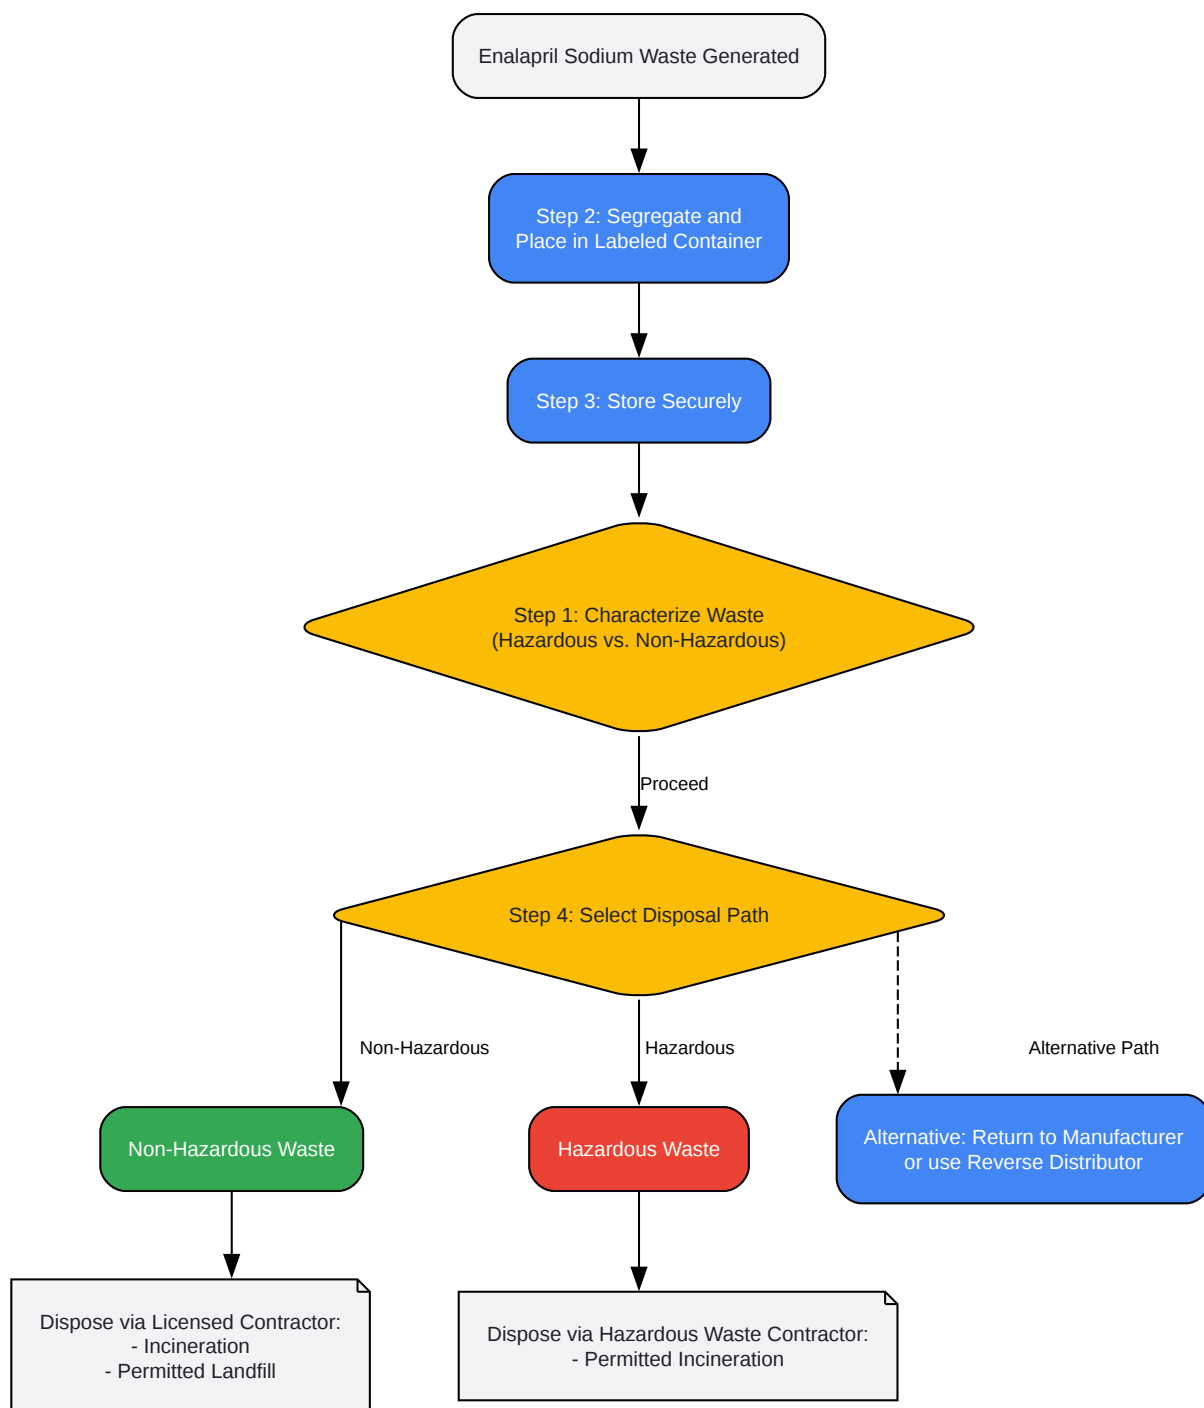 Enalapril Sodium Waste Generated
Step 2: Segregate and
Place in Labeled Container
Step 3: Store Securely
Step 1: Characterize Waste
(Hazardous vs. Non-Hazardous)
Proceed
Step 4: Select Disposal Path
Non-Hazardous
Hazardous
Alternative Path
Non-Hazardous Waste
Hazardous Waste
Alternative: Return to Manufacturer
or use Reverse Distributor
Dispose via Licensed Contractor:
- Incineration
- Permitted Landfill
Dispose via Hazardous Waste Contractor:
- Permitted Incineration